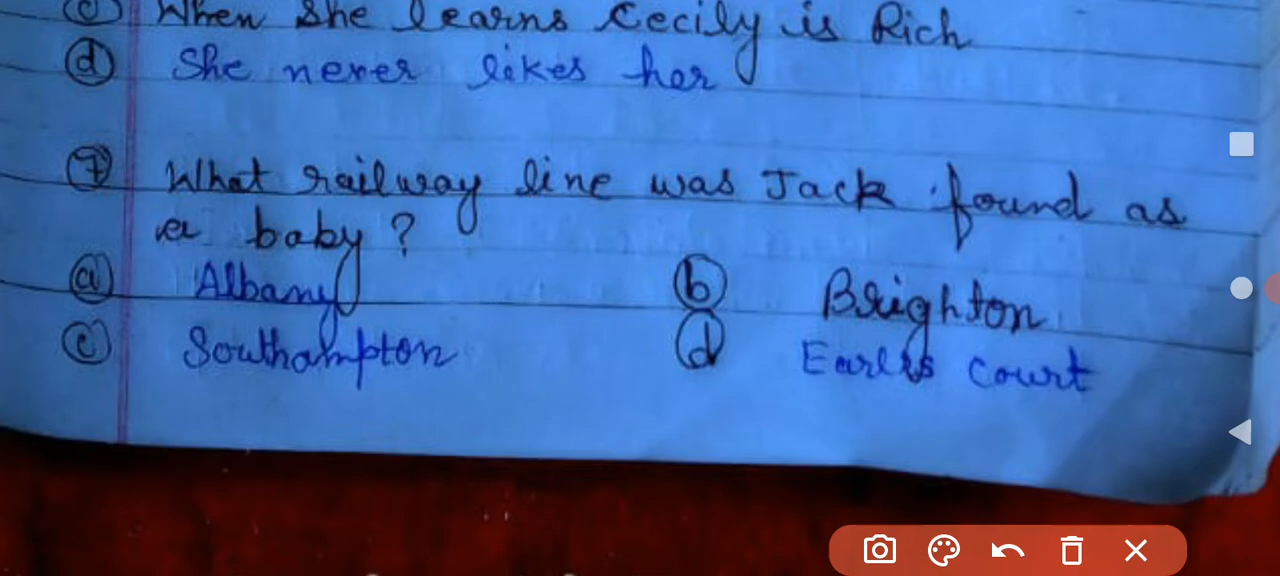 (c) When she learns Cecily is Rich
(d) She never likes her
(7) What railway line was Jack found as
a baby?
(a) Albany (b) Brighton
(c) Southampton (d) Earls court